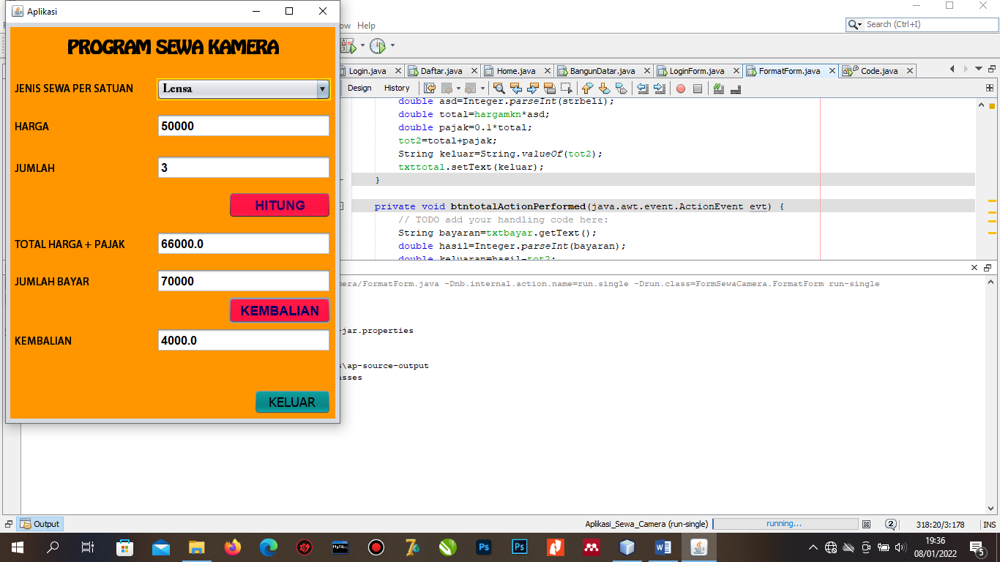 Aplikasi
PROGRAM SEWA KAMERA
JENIS SEWA PER SATUAN
Lensa
HARGA
50000
JUMLAH
3
HITUNG
TOTAL HARGA + PAJAK
66000.0
JUMLAH BAYAR
70000
KEMBALIAN
KEMBALIAN
4000.0
KELUAR
Help
Search (Ctrl+I)
Login.java
Daftar.java
Home.java
BangunDatar.java
LoginForm.java
FormatForm.java
Code.java
Design
History
double asd=Integer.parseInt(strbeli);
double total=hargamkn*asd;
double pajak=0.1*total;
tot2=total+pajak;
String keluar=String.valueOf(tot2);
txttotal.setText(keluar);
}
private void btntotalActionPerformed(java.awt.event.ActionEvent evt) {
// TODO add your handling code here:
String bayaran=txtbayar.getText();
double hasil=Integer.parseInt(bayaran);
double keluaran=hasil-tot2;
mera/FormatForm.java -Dnb.internal.action.name=run.single -Drun.class=FormSewaCamera.FormatForm run-single
-jar.properties
s\ap-source-output
asses
Output
Aplikasi_Sewa_Camera (run-single)
running...
2
318:20/3:178
INS
MySQL
Ps
Ps
W
19:36
08/01/2022
5